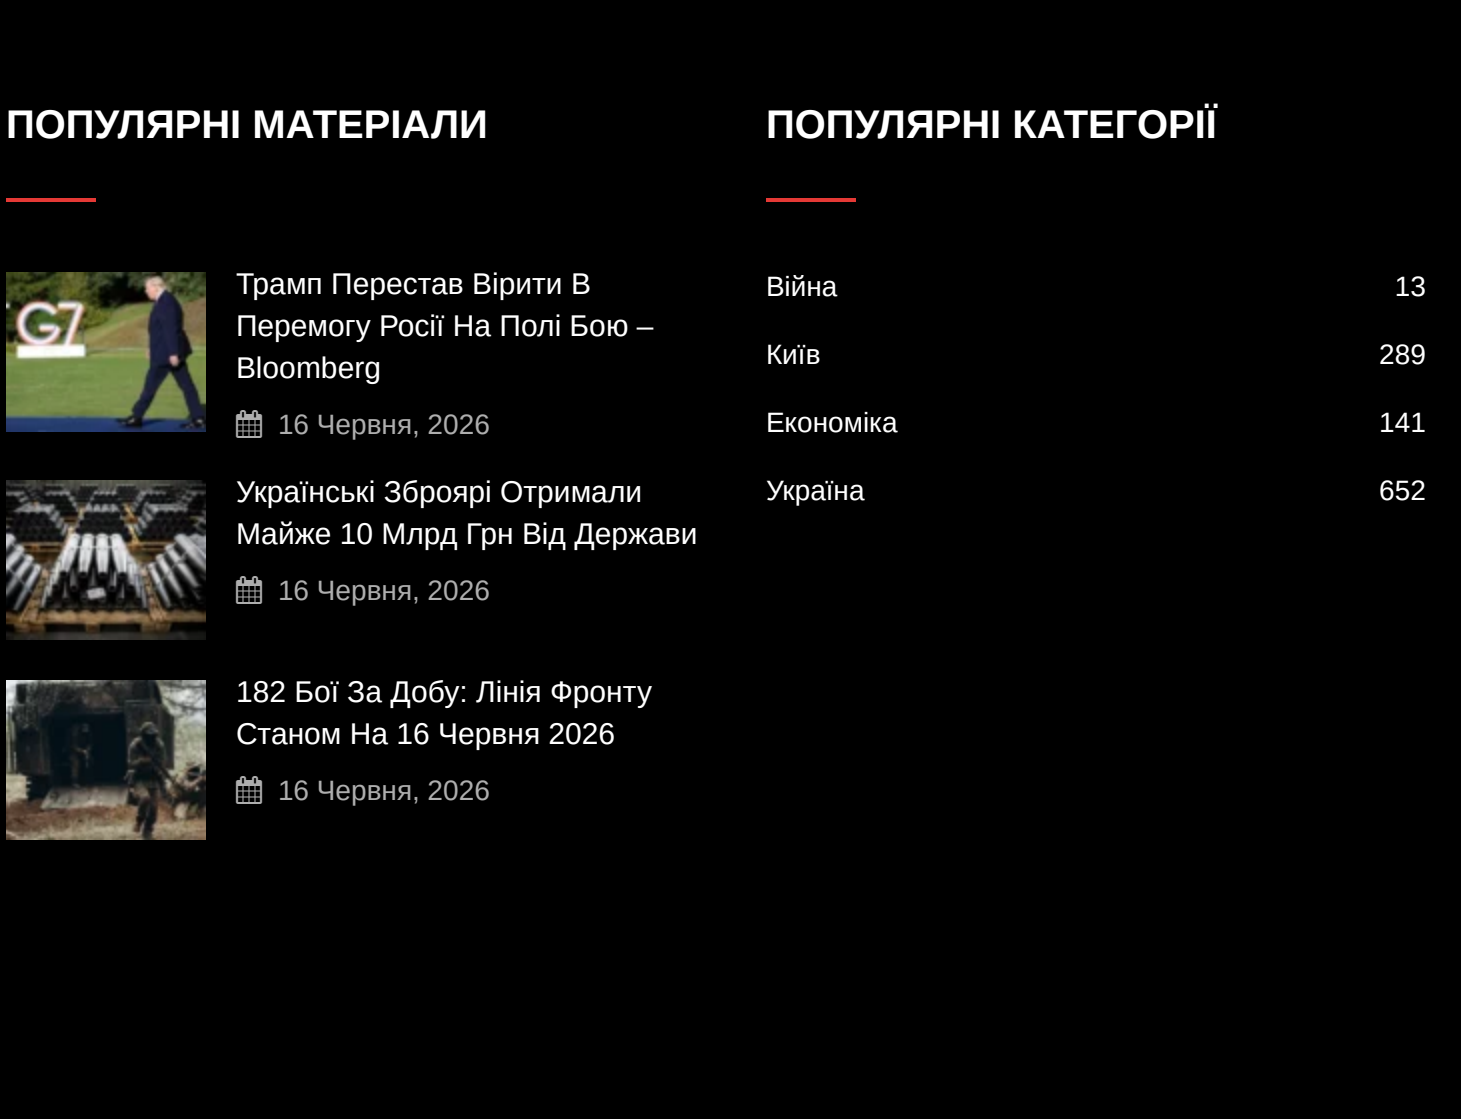 ПОПУЛЯРНІ МАТЕРІАЛИ
G7
Трамп Перестав Вірити В
Перемогу Росії На Полі Бою –
Bloomberg
16 Червня, 2026
Українські Зброярі Отримали
Майже 10 Млрд Грн Від Держави
16 Червня, 2026
182 Бої За Добу: Лінія Фронту
Станом На 16 Червня 2026
16 Червня, 2026
ПОПУЛЯРНІ КАТЕГОРІЇ
Війна 13
Київ 289
Економіка 141
Україна 652